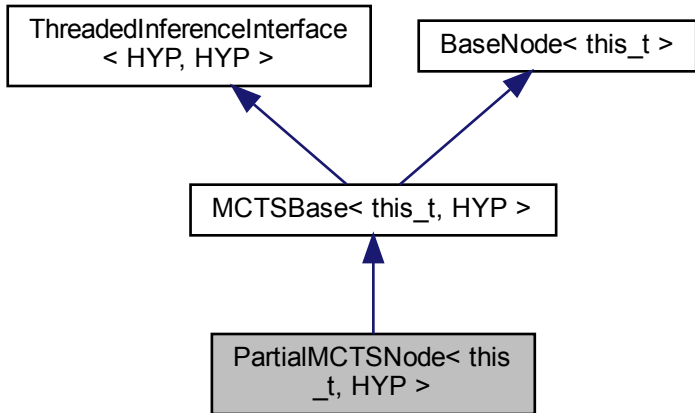 ThreadedInferenceInterface
< HYP, HYP >
BaseNode< this_t >
MCTSBase< this_t, HYP >
PartialMCTSNode< this
_t, HYP >